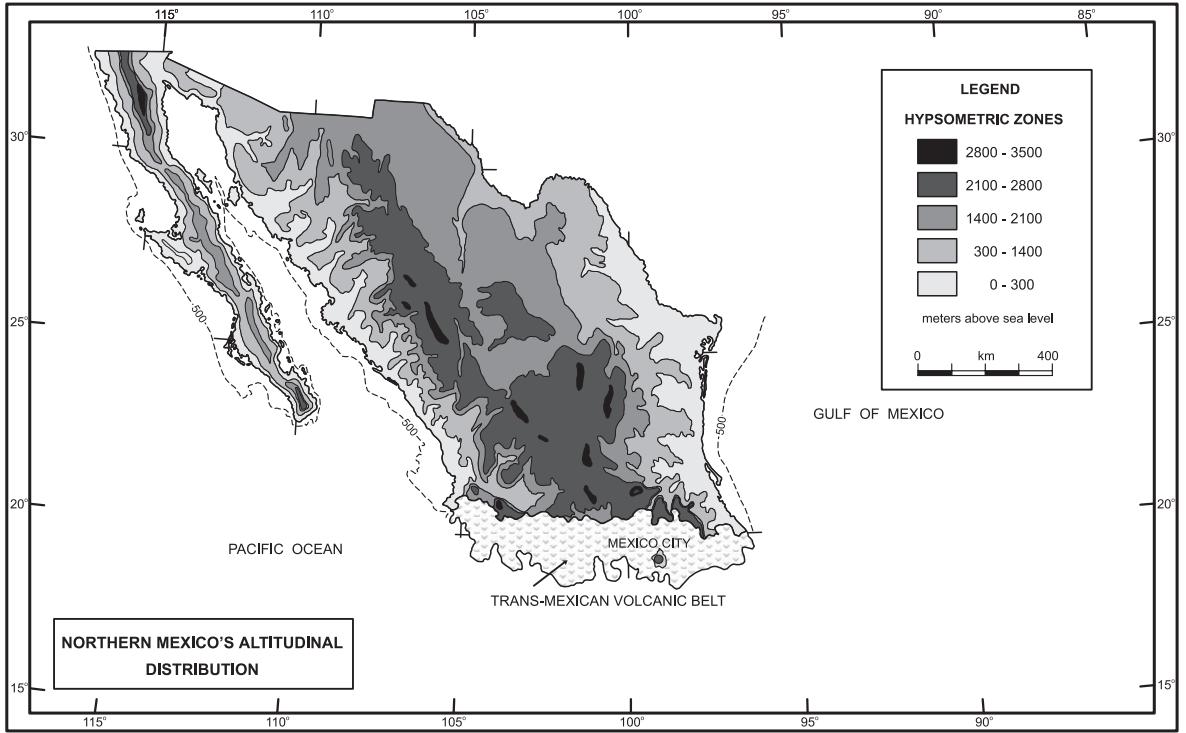 115°
110°
105°
100°
95°
90°
85°
LEGEND
HYPSOMETRIC ZONES
2800 - 3500
2100 - 2800
1400 - 2100
300 - 1400
0 - 300
meters above sea level
0 km 400
30°
30°
25°
25°
500
500
500
GULF OF MEXICO
20°
20°
PACIFIC OCEAN
MEXICO CITY
TRANS-MEXICAN VOLCANIC BELT
NORTHERN MEXICO'S ALTITUDINAL
DISTRIBUTION
15°
15°
115°
110°
105°
100°
95°
90°